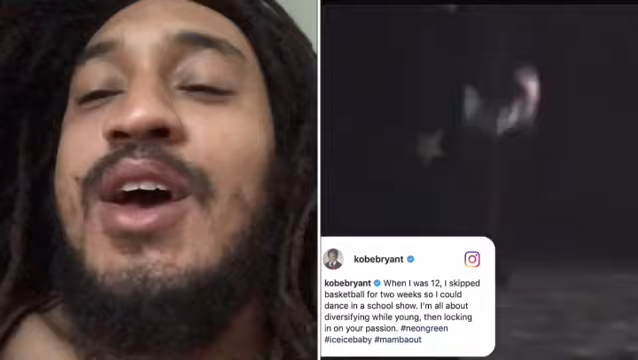 kobebryant
kobebryant When I was 12, I skipped
basketball for two weeks so I could
dance in a school show. I'm all about
diversifying while young, then locking
in on your passion. #neongreen
#iceicebaby #mambaout